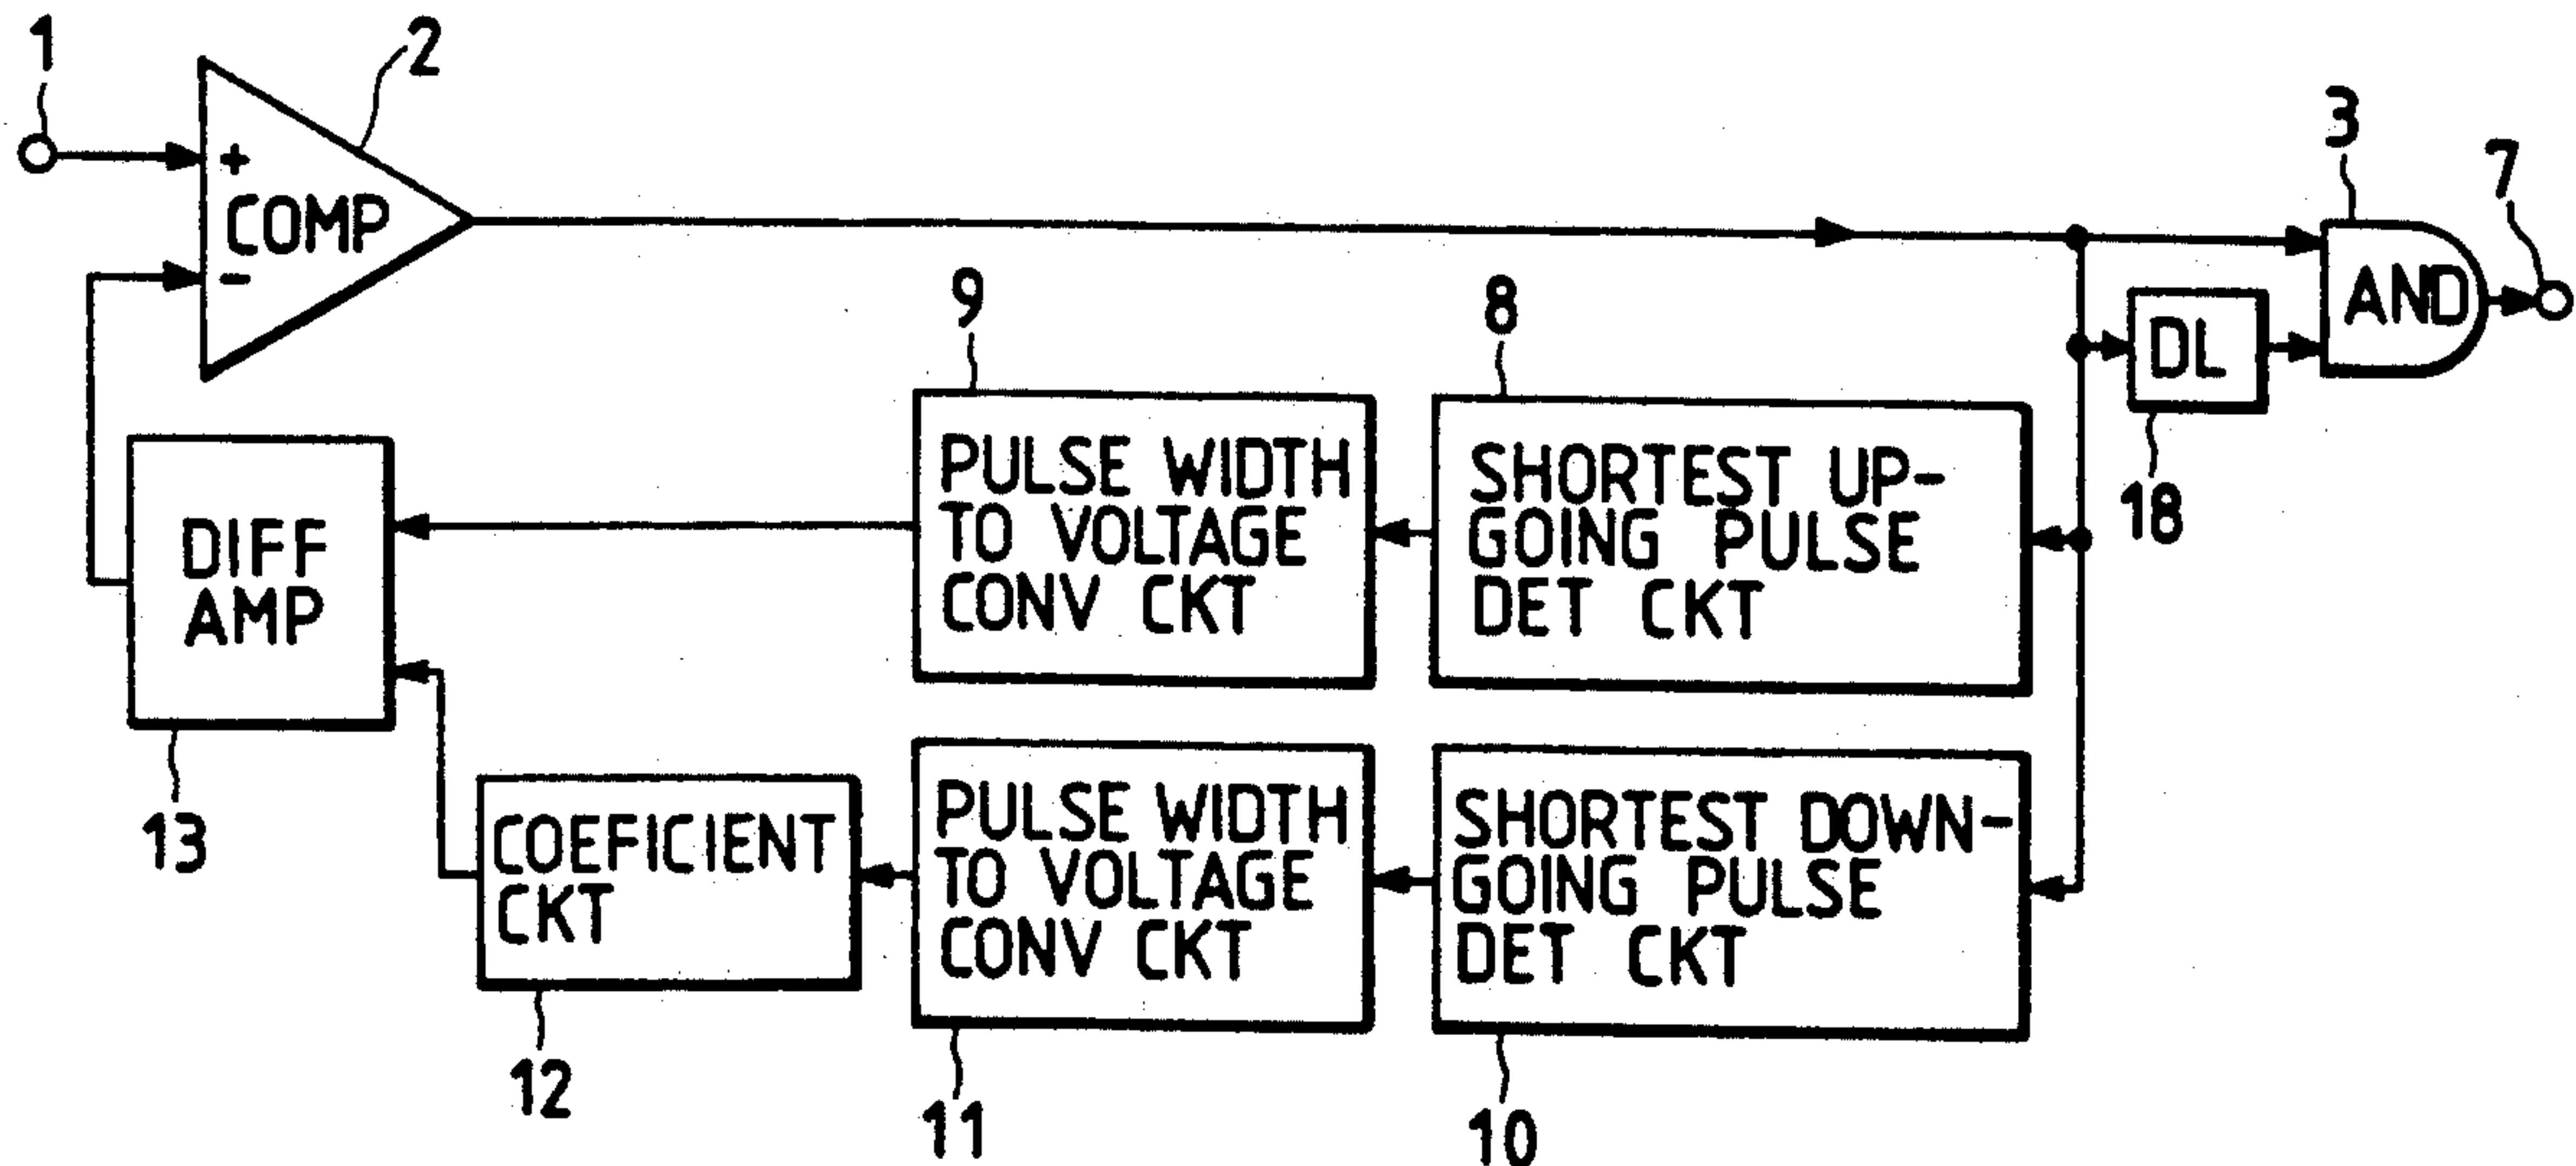 1
2
+
COMP
-
3
7
AND
DL
18
9
8
PULSE WIDTH
TO VOLTAGE
CONV CKT
SHORTEST UP-
GOING PULSE
DET CKT
DIFF
AMP
13
COEFICIENT
CKT
12
PULSE WIDTH
TO VOLTAGE
CONV CKT
11
SHORTEST DOWN-
GOING PULSE
DET CKT
10